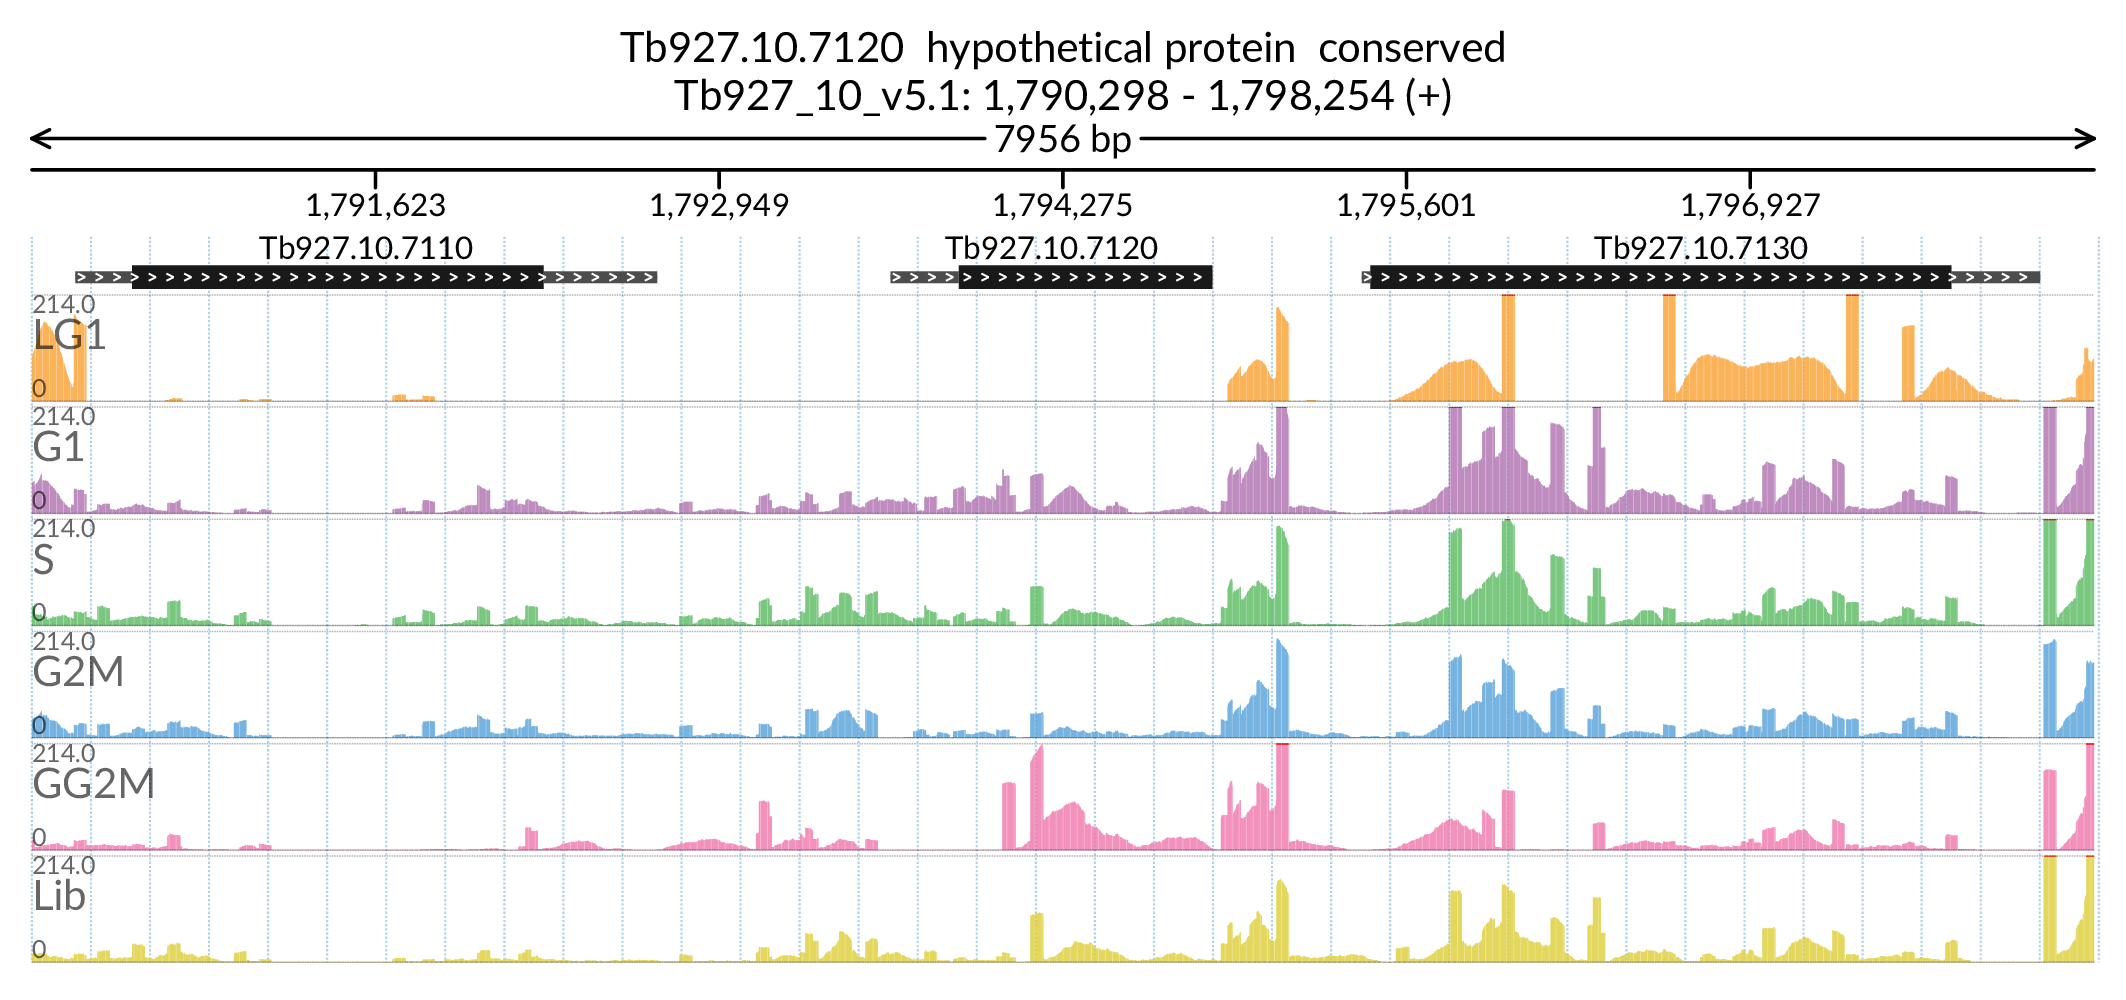 Tb927.10.7120 hypothetical protein conserved
Tb927_10_v5.1: 1,790,298 - 1,798,254 (+)
7956 bp
1,791,623 1,792,949 1,794,275 1,795,601 1,796,927
Tb927.10.7110 Tb927.10.7120 Tb927.10.7130
214.0
LG1
0
214.0
G1
0
214.0
S
0
214.0
G2M
0
214.0
GG2M
0
214.0
Lib
0